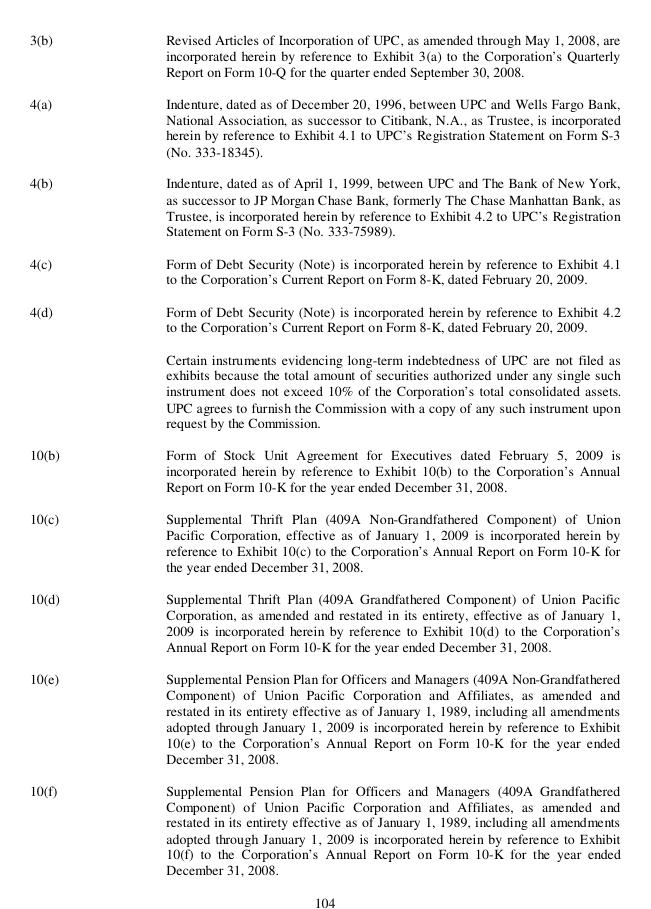 3(b) Revised Articles of Incorporation of UPC, as amended through May 1, 2008, are
incorporated herein by reference to Exhibit 3(a) to the Corporation’s Quarterly
Report on Form 10-Q for the quarter ended September 30, 2008.
4(a) Indenture, dated as of December 20, 1996, between UPC and Wells Fargo Bank,
National Association, as successor to Citibank, N.A., as Trustee, is incorporated
herein by reference to Exhibit 4.1 to UPC’s Registration Statement on Form S-3
(No. 333-18345).
4(b) Indenture, dated as of April 1, 1999, between UPC and The Bank of New York,
as successor to JP Morgan Chase Bank, formerly The Chase Manhattan Bank, as
Trustee, is incorporated herein by reference to Exhibit 4.2 to UPC’s Registration
Statement on Form S-3 (No. 333-75989).
4(c) Form of Debt Security (Note) is incorporated herein by reference to Exhibit 4.1
to the Corporation’s Current Report on Form 8-K, dated February 20, 2009.
4(d) Form of Debt Security (Note) is incorporated herein by reference to Exhibit 4.2
to the Corporation’s Current Report on Form 8-K, dated February 20, 2009.
Certain instruments evidencing long-term indebtedness of UPC are not filed as
exhibits because the total amount of securities authorized under any single such
instrument does not exceed 10% of the Corporation’s total consolidated assets.
UPC agrees to furnish the Commission with a copy of any such instrument upon
request by the Commission.
10(b) Form of Stock Unit Agreement for Executives dated February 5, 2009 is
incorporated herein by reference to Exhibit 10(b) to the Corporation’s Annual
Report on Form 10-K for the year ended December 31, 2008.
10(c) Supplemental Thrift Plan (409A Non-Grandfathered Component) of Union
Pacific Corporation, effective as of January 1, 2009 is incorporated herein by
reference to Exhibit 10(c) to the Corporation’s Annual Report on Form 10-K for
the year ended December 31, 2008.
10(d) Supplemental Thrift Plan (409A Grandfathered Component) of Union Pacific
Corporation, as amended and restated in its entirety, effective as of January 1,
2009 is incorporated herein by reference to Exhibit 10(d) to the Corporation’s
Annual Report on Form 10-K for the year ended December 31, 2008.
10(e) Supplemental Pension Plan for Officers and Managers (409A Non-Grandfathered
Component) of Union Pacific Corporation and Affiliates, as amended and
restated in its entirety effective as of January 1, 1989, including all amendments
adopted through January 1, 2009 is incorporated herein by reference to Exhibit
10(e) to the Corporation’s Annual Report on Form 10-K for the year ended
December 31, 2008.
10(f) Supplemental Pension Plan for Officers and Managers (409A Grandfathered
Component) of Union Pacific Corporation and Affiliates, as amended and
restated in its entirety effective as of January 1, 1989, including all amendments
adopted through January 1, 2009 is incorporated herein by reference to Exhibit
10(f) to the Corporation’s Annual Report on Form 10-K for the year ended
December 31, 2008.
104